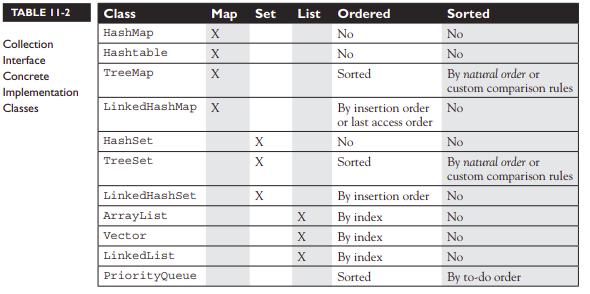 TABLE 11-2
Collection
Interface
Concrete
Implementation
Classes
Class Map Set List Ordered Sorted
HashMap X No No
Hashtable X No No
TreeMap X Sorted By natural order or
custom comparison rules
LinkedHashMap X By insertion order No
or last access order
HashSet X No No
TreeSet X Sorted By natural order or
custom comparison rules
LinkedHashSet X By insertion order No
ArrayList X By index No
Vector X By index No
LinkedList X By index No
PriorityQueue Sorted By to-do order